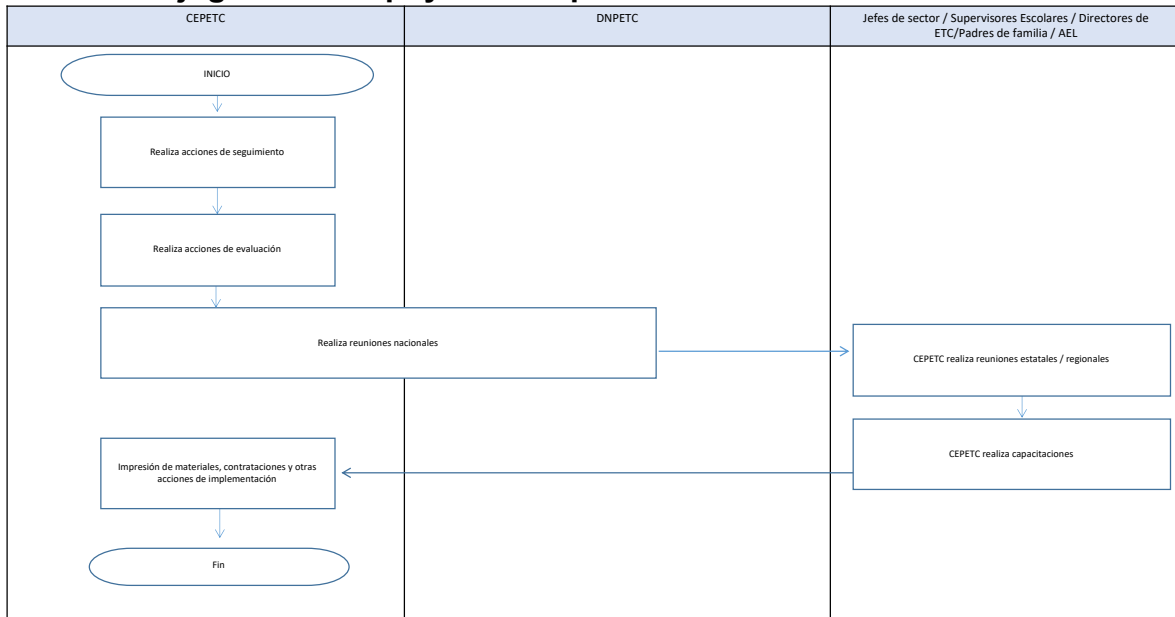 CEPETC
DNPETC
Jefes de sector / Supervisores Escolares / Directores de
ETC/Padres de familia / AEL
INICIO
Realiza acciones de seguimiento
Realiza acciones de evaluación
Realiza reuniones nacionales
CEPETC realiza reuniones estatales / regionales
CEPETC realiza capacitaciones
Impresión de materiales, contrataciones y otras
acciones de implementación
Fin